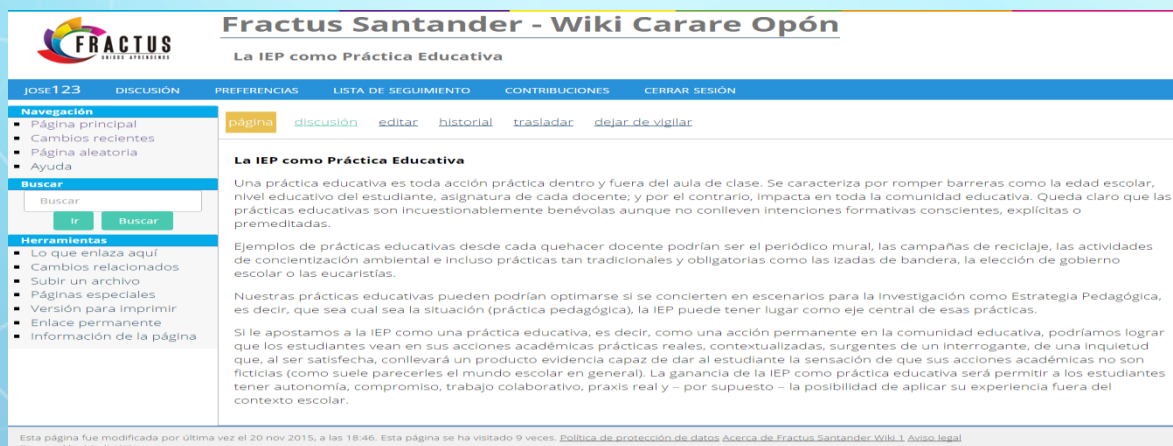 FRACTUS
UNIDOS APRENDEMOS
Fractus Santander - Wiki Carare Opón
La IEP como Práctica Educativa
JOSE123 DISCUSIÓN PREFERENCIAS LISTA DE SEGUIMIENTO CONTRIBUCIONES CERRAR SESIÓN
Navegación
Página principal
Cambios recientes
Página aleatoria
Ayuda
Buscar
Buscar
Ir Buscar
Herramientas
Lo que enlaza aquí
Cambios relacionados
Subir un archivo
Páginas especiales
Versión para imprimir
Enlace permanente
Información de la página
página discusión editar historial trasladar dejar de vigilar
La IEP como Práctica Educativa
Una práctica educativa es toda acción práctica dentro y fuera del aula de clase. Se caracteriza por romper barreras como la edad escolar,
nivel educativo del estudiante, asignatura de cada docente; y por el contrario, impacta en toda la comunidad educativa. Queda claro que las
prácticas educativas son incuestionablemente benévolas aunque no conlleven intenciones formativas conscientes, explícitas o
premeditadas.
Ejemplos de prácticas educativas desde cada quehacer docente podrían ser el periódico mural, las campañas de reciclaje, las actividades
de concientización ambiental e incluso prácticas tan tradicionales y obligatorias como las izadas de bandera, la elección de gobierno
escolar o las eucaristías.
Nuestras prácticas educativas pueden podrían optimarse si se concierten en escenarios para la Investigación como Estrategia Pedagógica,
es decir, que sea cual sea la situación (práctica pedagógica), la IEP puede tener lugar como eje central de esas prácticas.
Si le apostamos a la IEP como una práctica educativa, es decir, como una acción permanente en la comunidad educativa, podríamos lograr
que los estudiantes vean en sus acciones académicas prácticas reales, contextualizadas, surgentes de un interrogante, de una inquietud
que, al ser satisfecha, conllevará un producto evidencia capaz de dar al estudiante la sensación de que sus acciones académicas no son
ficticias (como suele parecerles el mundo escolar en general). La ganancia de la IEP como práctica educativa será permitir a los estudiantes
tener autonomía, compromiso, trabajo colaborativo, praxis real y – por supuesto – la posibilidad de aplicar su experiencia fuera del
contexto escolar.
Esta página fue modificada por última vez el 20 nov 2015, a las 18:46. Esta página se ha visitado 9 veces. Política de protección de datos Acerca de Fractus Santander Wiki 1 Aviso legal